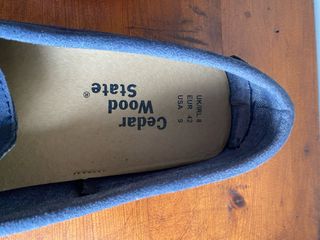 Cedar
Wood
State®
UK/IRL 8
EUR 42
USA 9